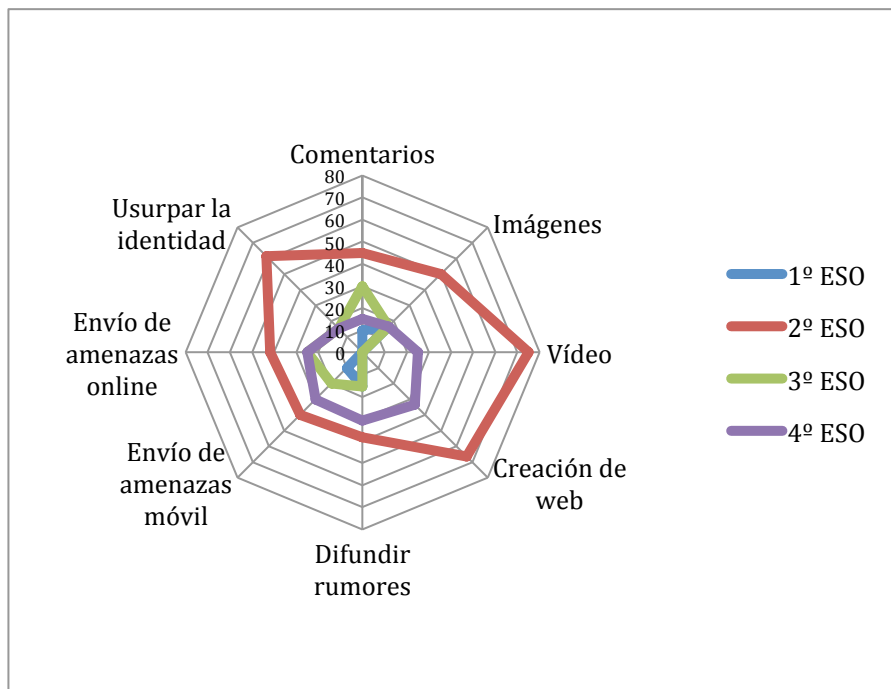 Comentarios
80
70
60
50
40
30
20
10
0
Usurpar la
identidad
Imágenes
Envío de
amenazas
online
Vídeo
Envío de
amenazas
móvil
Creación de
web
Difundir
rumores
1º ESO
2º ESO
3º ESO
4º ESO